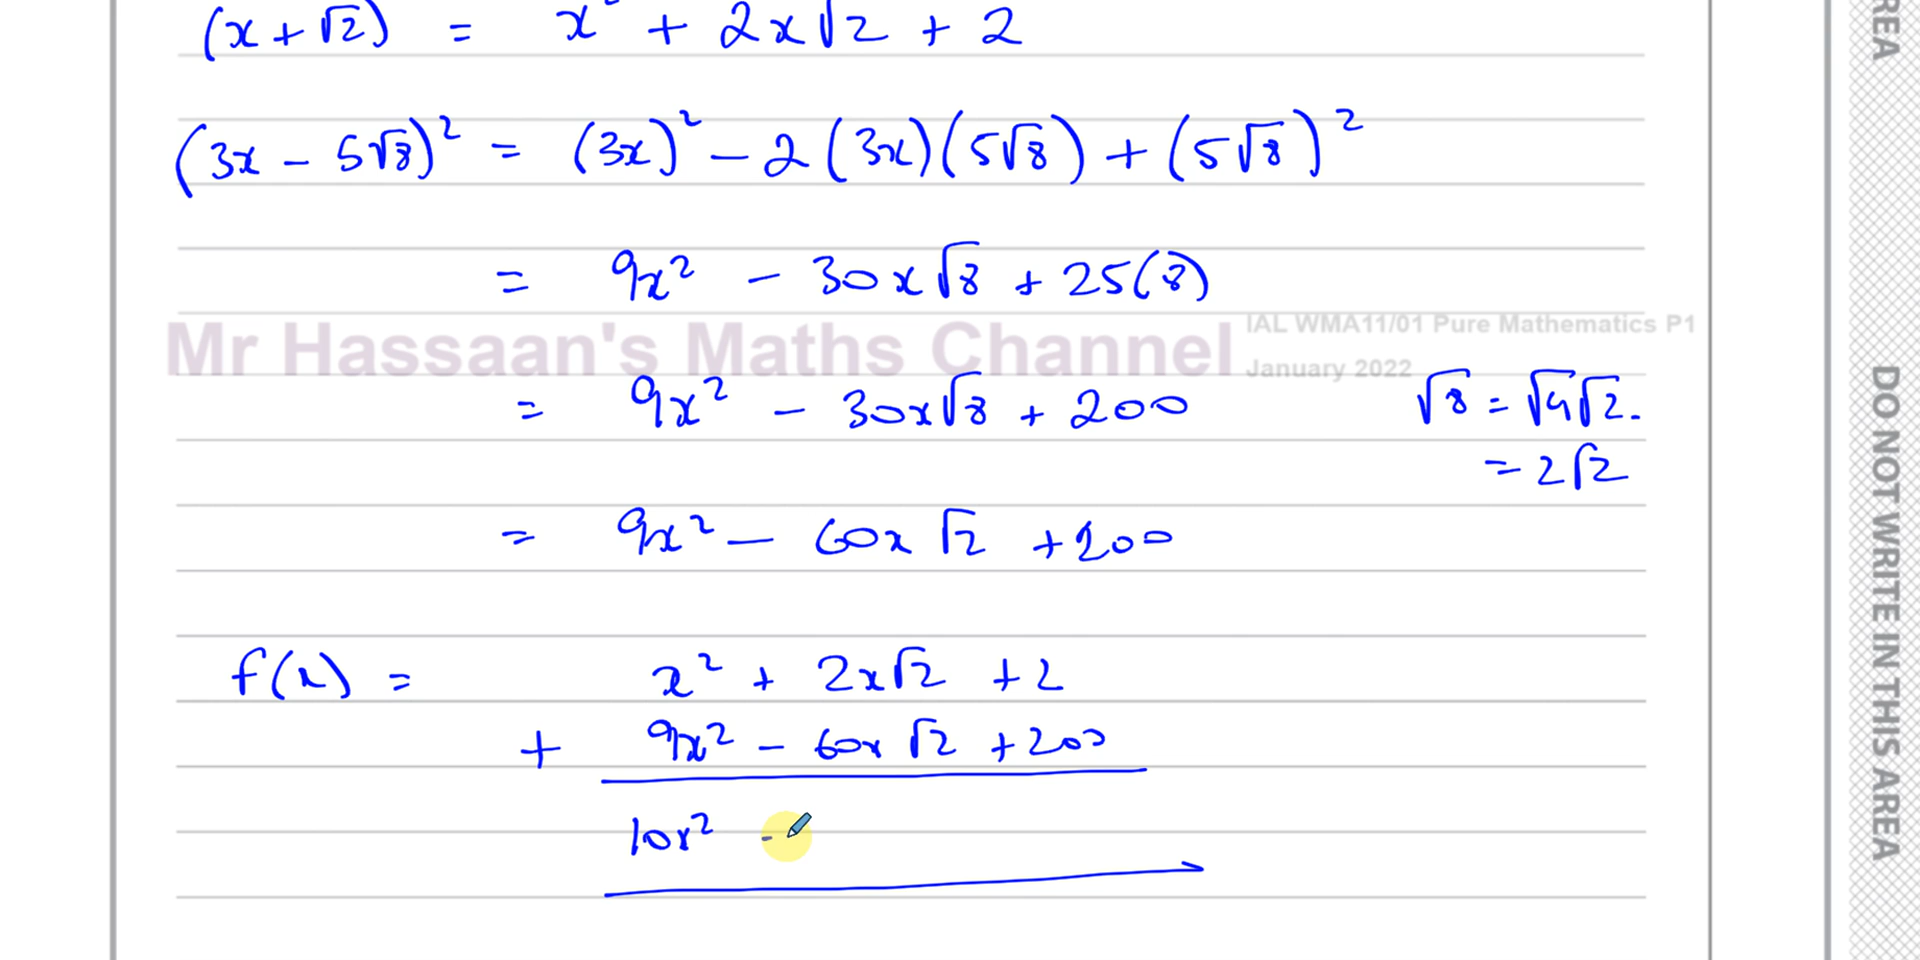 (x + √2) = x² + 2x√2 + 2
(3x - 5√8)² = (3x)² - 2(3x)(5√8) + (5√8)²
= 9x² - 30x√8 + 25(8)
Mr Hassaan's Maths Channel
IAL WMA11/01 Pure Mathematics P1
January 2022
= 9x² - 30x√8 + 200
√8 = √4√2.
= 2√2
= 9x² - 60x√2 + 200
f(x) = x² + 2x√2 + 2
+ 9x² - 60x√2 + 200
10x² -
REA
DO NOT WRITE IN THIS AREA